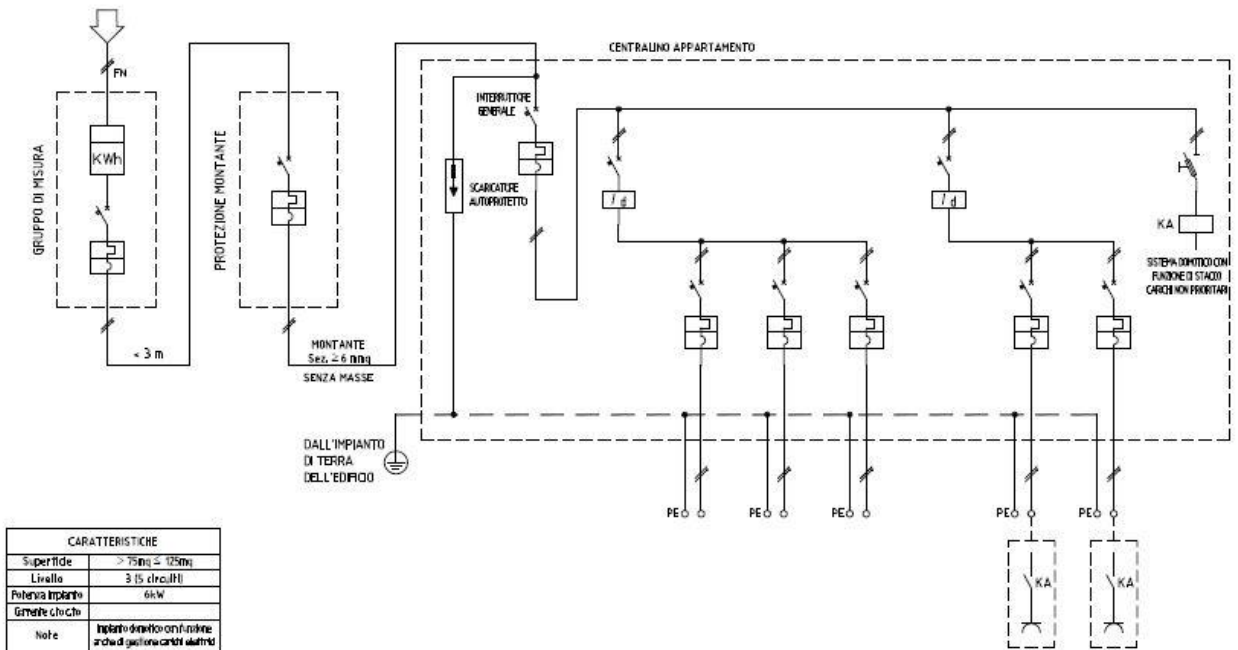 CENTRALINO APPARTAMENTO
FN
GRUPPO DI MISURA
KWh
< 3 m
PROTEZIONE MONTANTE
MONTANTE
Sez. ≥ 6 mmq
SENZA MASSE
INTERRUTTORE
GENERALE
SCARICATORE
AUTOPROTETTO
I d
I d
KA
SISTEMA DOMOTICO CON
FUNZIONE DI STACCO
CARICHI NON PRIORITARI
DALL'IMPIANTO
DI TERRA
DELL'EDIFICIO
PE
PE
PE
PE
PE
KA
KA
CARATTERISTICHE
Superficie > 75mq ≤ 125mq
Livello 3 (5 circuiti)
Potenza impianto 6kW
Corrente
Note Impianto domotico con funzione
anche di gestione carichi elettrici